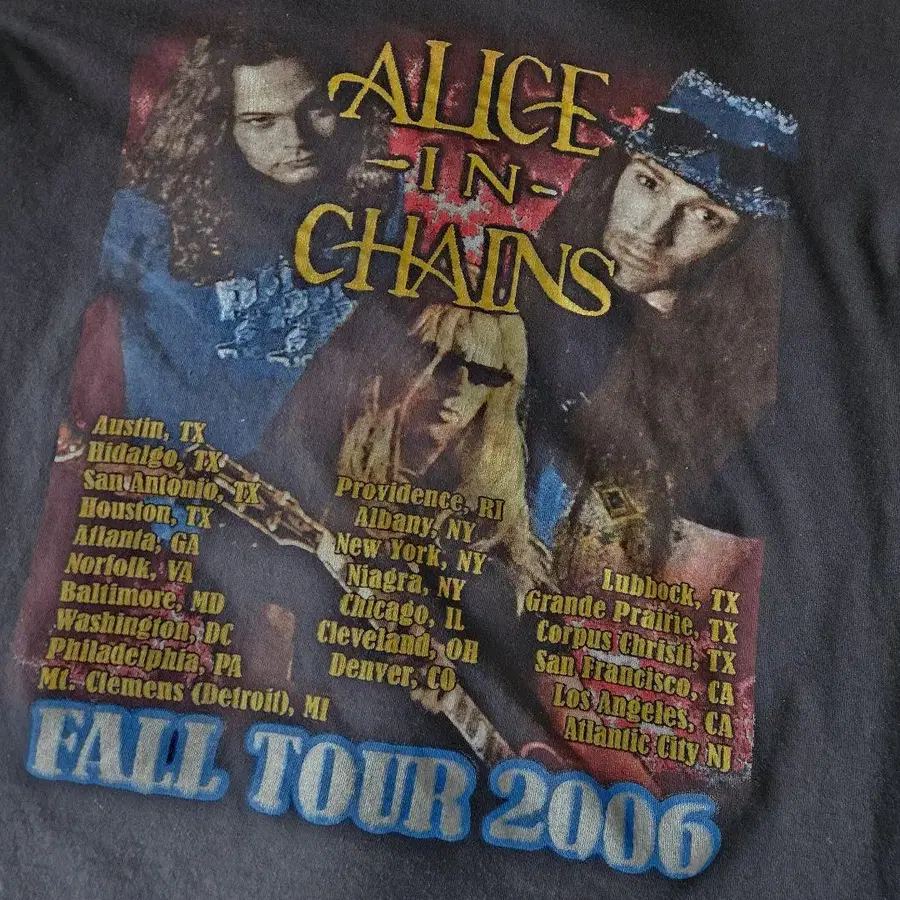 ALICE
-IN-
CHAINS
Austin, TX
Hidalgo, TX
San Antonio, TX
Houston, TX
Atlanta, GA
Norfolk, VA
Baltimore, MD
Washington, DC
Philadelphia, PA
Mt. Clemens (Detroit), MI
Providence, RI
Albany, NY
New York, NY
Niagra, NY
Chicago, IL
Cleveland, OH
Denver, CO
Lubbock, TX
Grande Prairie, TX
Corpus Christi, TX
San Francisco, CA
Los Angeles, CA
Atlantic City NJ
FALL TOUR 2006